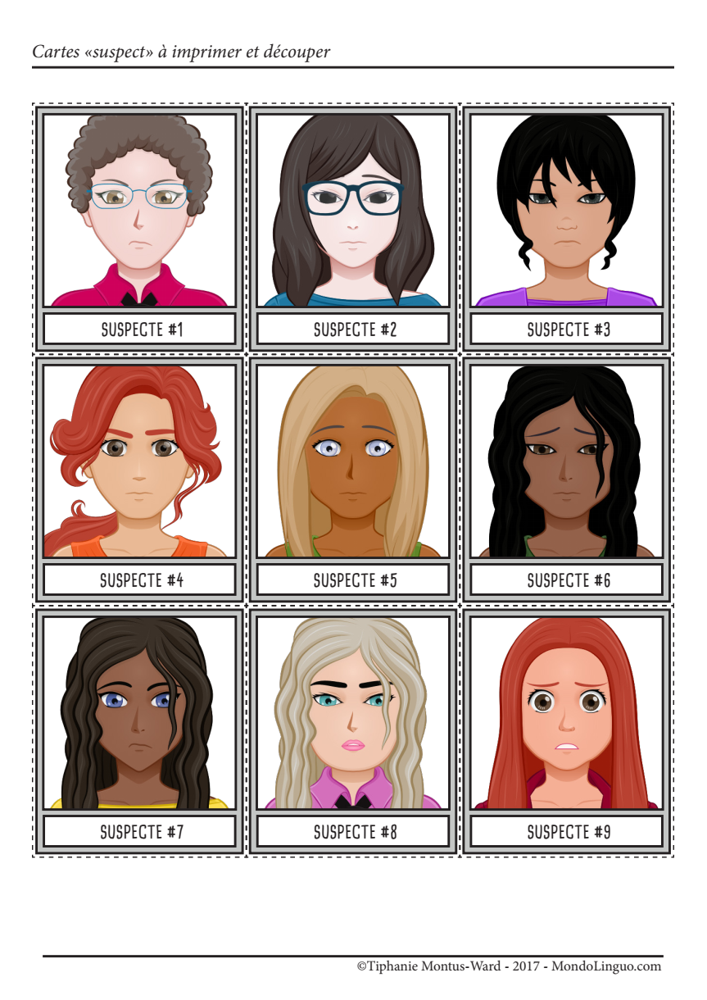 Cartes «suspect» à imprimer et découper
SUSPECTE #1
SUSPECTE #2
SUSPECTE #3
SUSPECTE #4
SUSPECTE #5
SUSPECTE #6
SUSPECTE #7
SUSPECTE #8
SUSPECTE #9
©Tiphanie Montus-Ward - 2017 - MondoLinguo.com